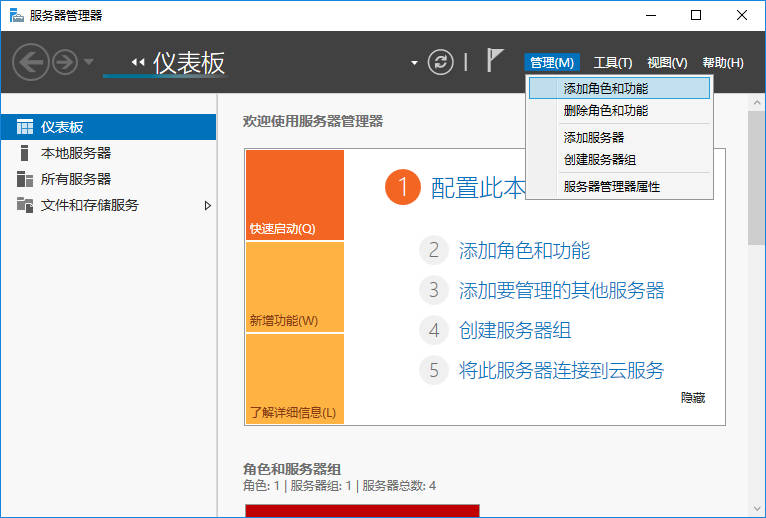 服务器管理器
仪表板
管理(M) 工具(T) 视图(V) 帮助(H)
添加角色和功能
删除角色和功能
添加服务器
创建服务器组
服务器管理器属性
仪表板
本地服务器
所有服务器
文件和存储服务
欢迎使用服务器管理器
快速启动(Q)
新增功能(W)
了解详细信息(L)
1 配置此本
2 添加角色和功能
3 添加要管理的其他服务器
4 创建服务器组
5 将此服务器连接到云服务
隐藏
角色和服务器组
角色: 1 | 服务器组: 1 | 服务器总数: 4